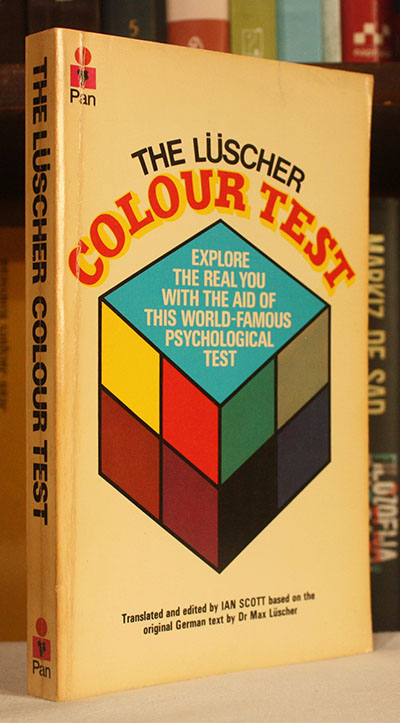 THE LÜSCHER COLOUR TEST
Pan
Pan
THE LÜSCHER
COLOUR TEST
EXPLORE
THE REAL YOU
WITH THE AID OF
THIS WORLD-FAMOUS
PSYCHOLOGICAL
TEST
Translated and edited by IAN SCOTT based on the
original German text by Dr Max Lüscher
5
MARKIZ DE SAD